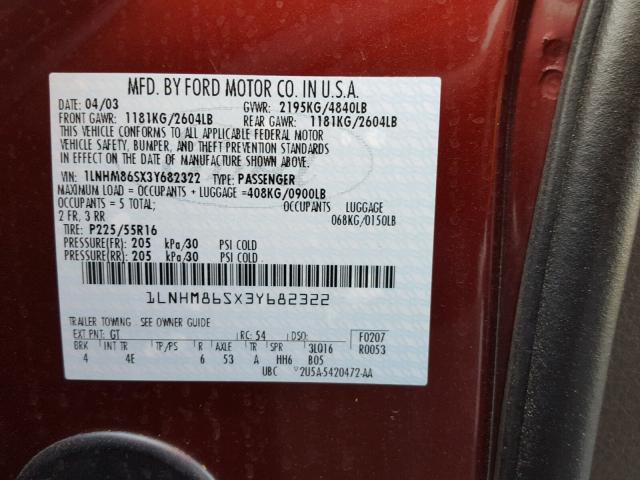 MFD. BY FORD MOTOR CO. IN U.S.A.
DATE: 04/03 GVWR: 2195KG/4840LB
FRONT GAWR: 1181KG/2604LB REAR GAWR: 1181KG/2604LB
THIS VEHICLE CONFORMS TO ALL APPLICABLE FEDERAL MOTOR
VEHICLE SAFETY, BUMPER, AND THEFT PREVENTION STANDARDS
IN EFFECT ON THE DATE OF MANUFACTURE SHOWN ABOVE.
VIN: 1LNHM86SX3Y682322 TYPE: PASSENGER
MAXIMUM LOAD = OCCUPANTS + LUGGAGE =408KG/0900LB
OCCUPANTS = 5 TOTAL; OCCUPANTS LUGGAGE
2 FR, 3 RR 068KG/0150LB
TIRE: P225/55R16
PRESSURE(FR): 205 kPa/30 PSI COLD
PRESSURE(RR): 205 kPa/30 PSI COLD
1LNHM86SX3Y682322
TRAILER TOWING - SEE OWNER GUIDE
EXT PNT: GT RC: 54 DSO: F0207
BRK INT TR TP/PS R AXLE TR SPR 3L016 R0053
4 4E 6 53 A HH6 B05
UBC 2U5A-5420472-AA